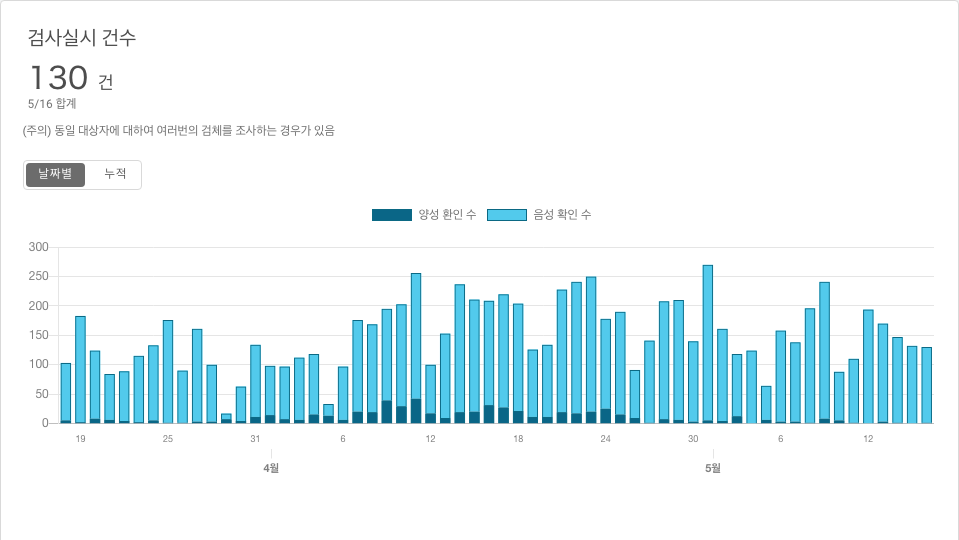 검사실시 건수
130 건
5/16 합계
(주의) 동일 대상자에 대하여 여러번의 검체를 조사하는 경우가 있음
날짜별 누적
양성 환인 수 음성 확인 수
300
250
200
150
100
50
0
19 25 31 6 12 18 24 30 6 12
4월 5월